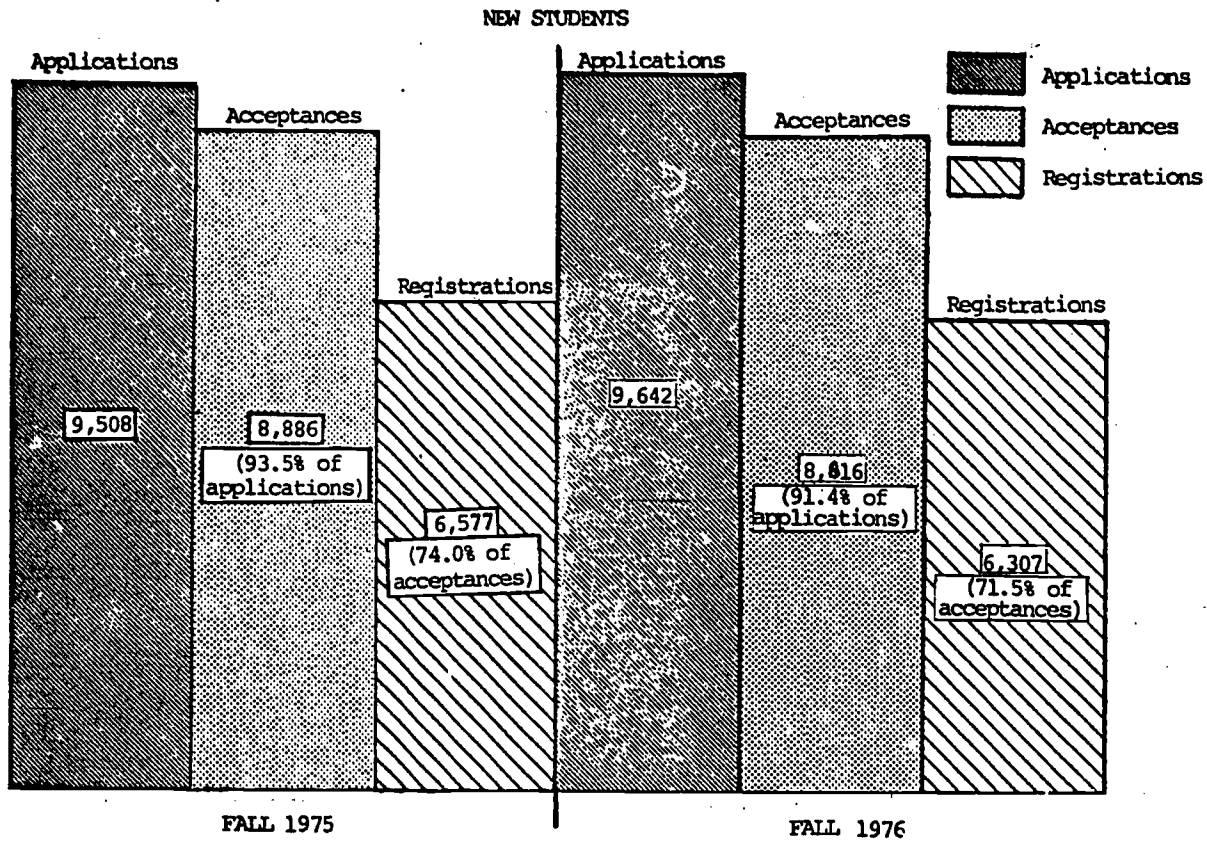 NEW STUDENTS
Applications
Acceptances
Registrations
9,508
8,886
(93.5% of
applications)
6,577
(74.0% of
acceptances)
FALL 1975
Applications
Acceptances
Registrations
9,642
8,816
(91.4% of
applications)
6,307
(71.5% of
acceptances)
FALL 1976
Applications
Acceptances
Registrations